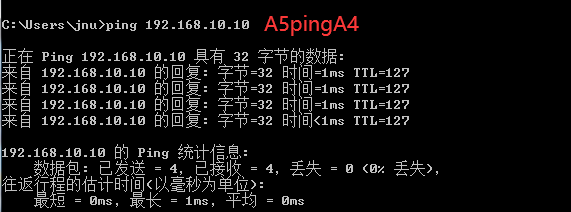 C:\Users\jnu>ping 192.168.10.10 A5pingA4
正在 Ping 192.168.10.10 具有 32 字节的数据:
来自 192.168.10.10 的回复: 字节=32 时间=1ms TTL=127
来自 192.168.10.10 的回复: 字节=32 时间=1ms TTL=127
来自 192.168.10.10 的回复: 字节=32 时间=1ms TTL=127
来自 192.168.10.10 的回复: 字节=32 时间<1ms TTL=127
192.168.10.10 的 Ping 统计信息:
数据包: 已发送 = 4, 已接收 = 4, 丢失 = 0 (0% 丢失),
往返行程的估计时间(以毫秒为单位):
最短 = 0ms, 最长 = 1ms, 平均 = 0ms